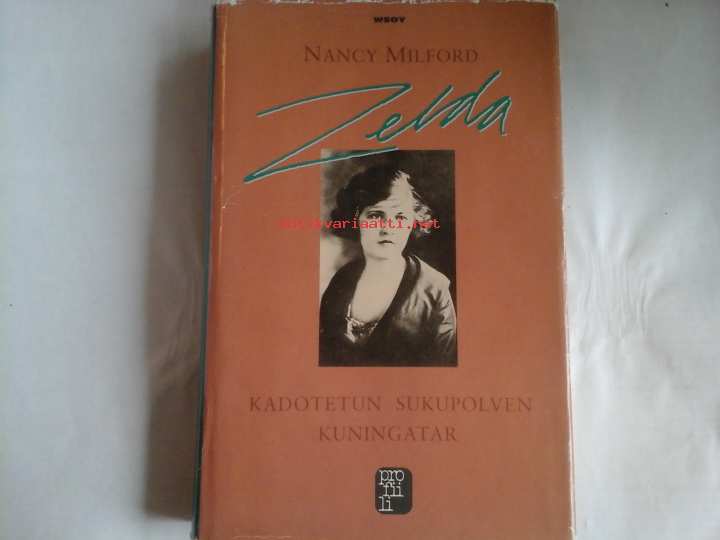 WSOY
NANCY MILFORD
Zelda
antikvariaatti.net
KADOTETUN SUKUPOLVEN
KUNINGATAR
pro
fii
li